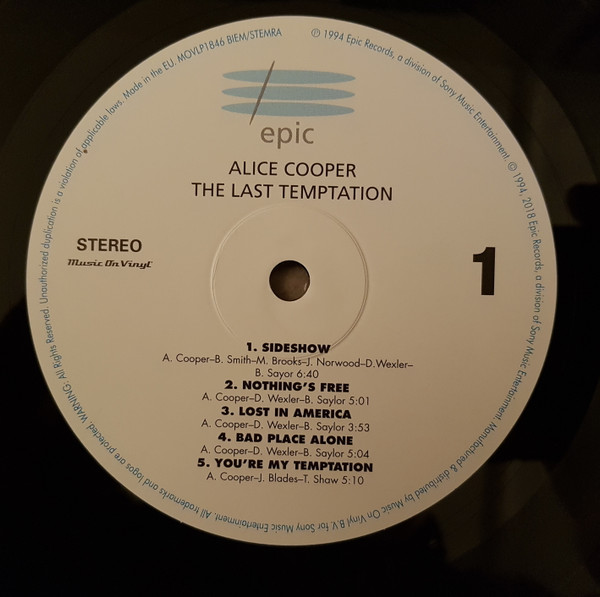 Made in the EU. MOVLP1846 BIEM/STEMRA
℗ 1994 Epic Records, a division of Sony Music Entertainment. © 1994, 2018 Epic Records, a division of Sony Music Entertainment. Manufactured & distributed by Music On Vinyl B.V. for Sony Music Entertainment. All trademarks and logos are protected. WARNING: All Rights Reserved. Unauthorized duplication is a violation of applicable laws.
epic
ALICE COOPER
THE LAST TEMPTATION
STEREO
Music On Vinyl
1
1. SIDESHOW
A. Cooper–B. Smith–M. Brooks–J. Norwood–D.Wexler–
B. Sayor 6:40
2. NOTHING'S FREE
A. Cooper–D. Wexler–B. Saylor 5:01
3. LOST IN AMERICA
A. Cooper–D. Wexler–B. Saylor 3:53
4. BAD PLACE ALONE
A. Cooper–D. Wexler–B. Saylor 5:04
5. YOU'RE MY TEMPTATION
A. Cooper–J. Blades–T. Shaw 5:10